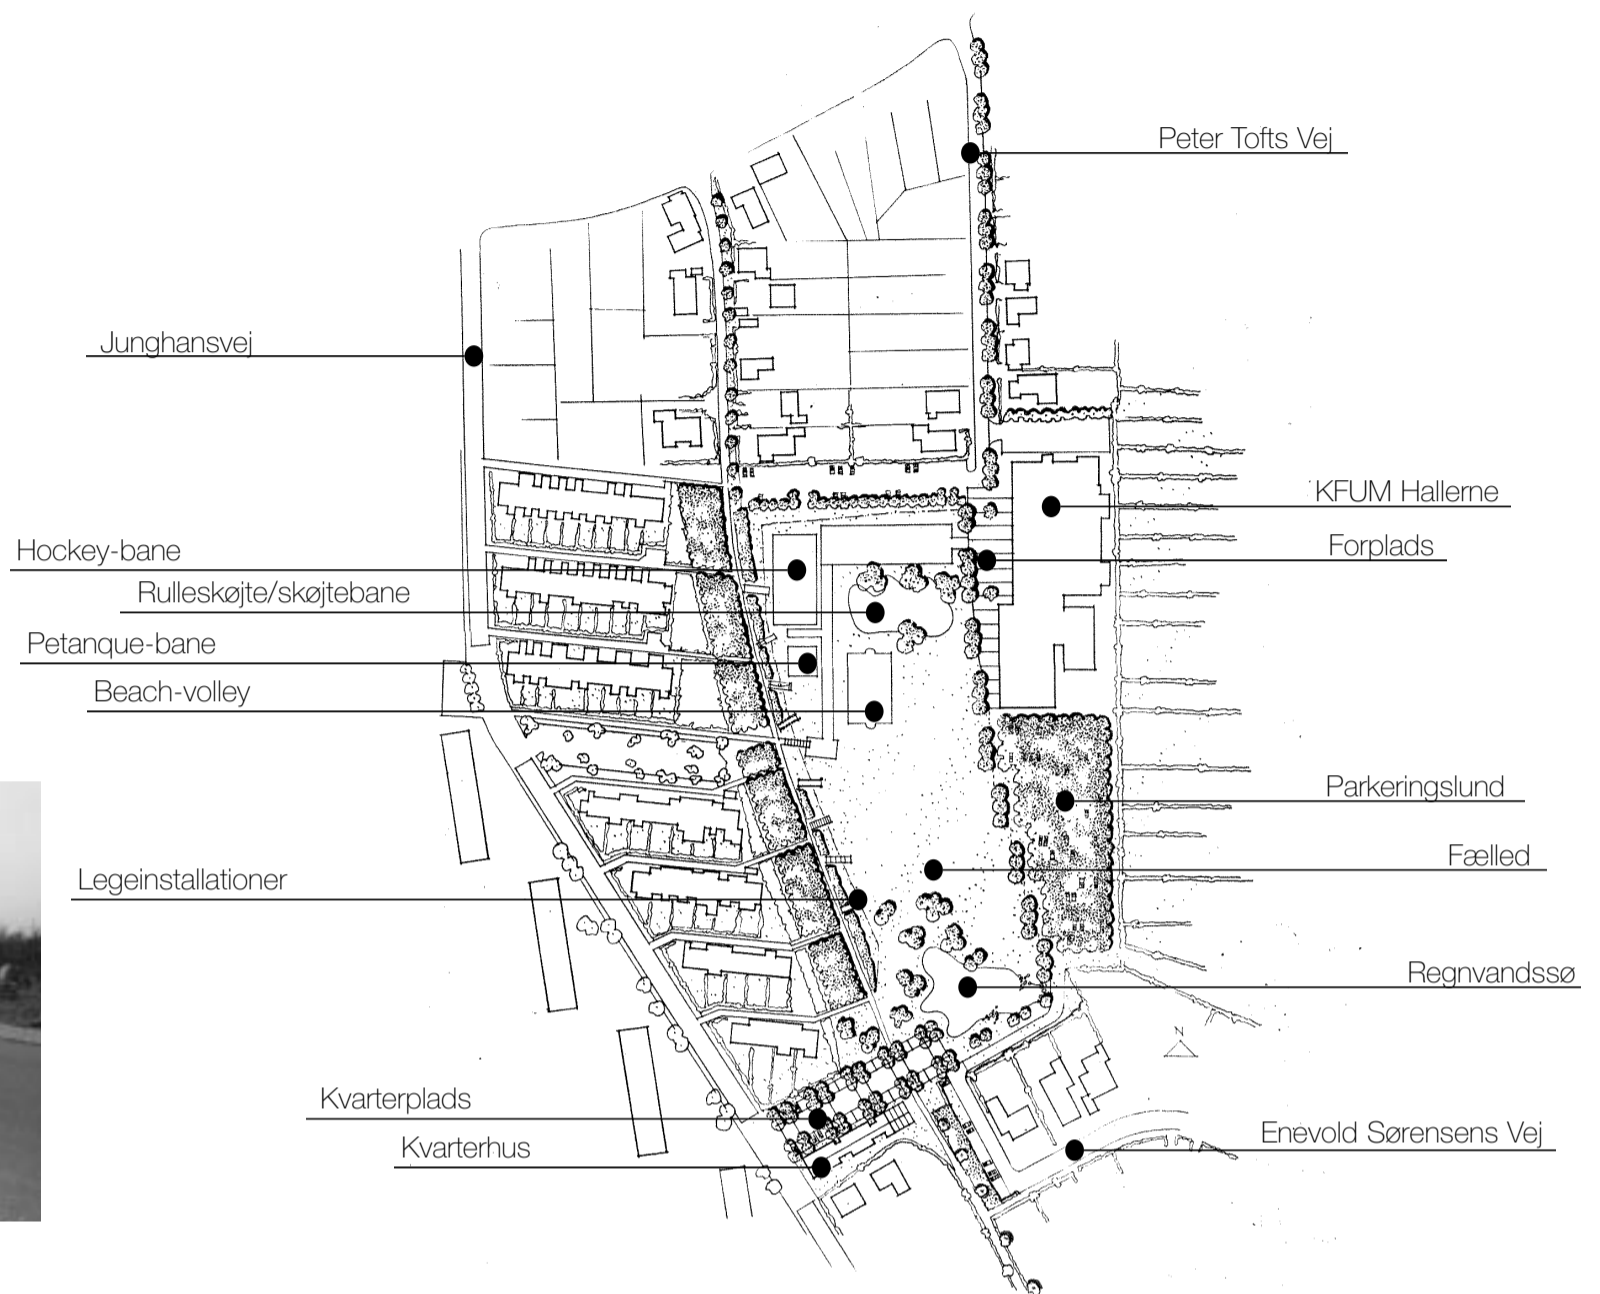 Peter Tofts Vej
Junghansvej
KFUM Hallerne
Forplads
Hockey-bane
Rulleskøjte/skøjtebane
Petanque-bane
Beach-volley
Parkeringslund
Fælled
Legeinstallationer
Regnvandssø
N
Kvarterplads
Enevold Sørensens Vej
Kvarterhus